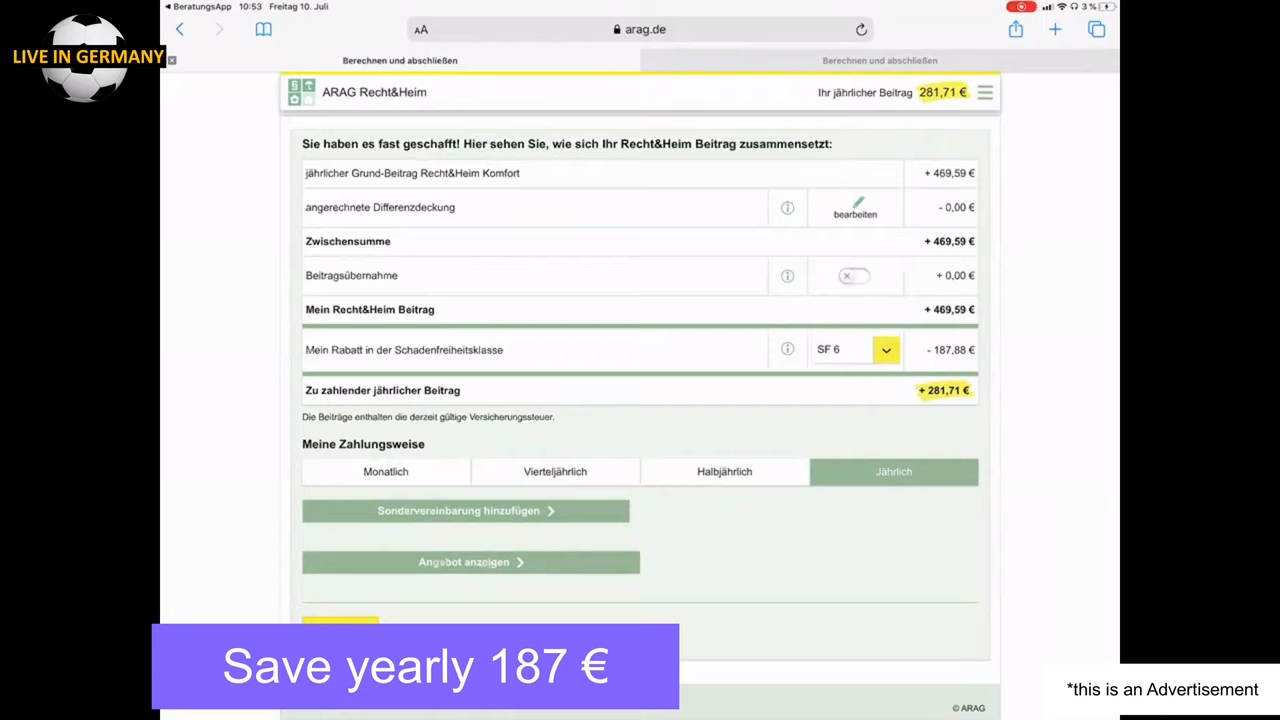 BeratungsApp 10:53 Freitag 10. Juli
3 %
LIVE IN GERMANY
AA
arag.de
Berechnen und abschließen
Berechnen und abschließen
ARAG Recht&Heim
Ihr jährlicher Beitrag 281,71 €
Sie haben es fast geschafft! Hier sehen Sie, wie sich Ihr Recht&Heim Beitrag zusammensetzt:
jährlicher Grund-Beitrag Recht&Heim Komfort + 469,59 €
angerechnete Differenzdeckung bearbeiten - 0,00 €
Zwischensumme + 469,59 €
Beitragsübernahme + 0,00 €
Mein Recht&Heim Beitrag + 469,59 €
Mein Rabatt in der Schadenfreiheitsklasse SF 6 - 187,88 €
Zu zahlender jährlicher Beitrag + 281,71 €
Die Beiträge enthalten die derzeit gültige Versicherungssteuer.
Meine Zahlungsweise
Monatlich Vierteljährlich Halbjährlich Jährlich
Sondervereinbarung hinzufügen
Angebot anzeigen
Save yearly 187 €
*this is an Advertisement
© ARAG